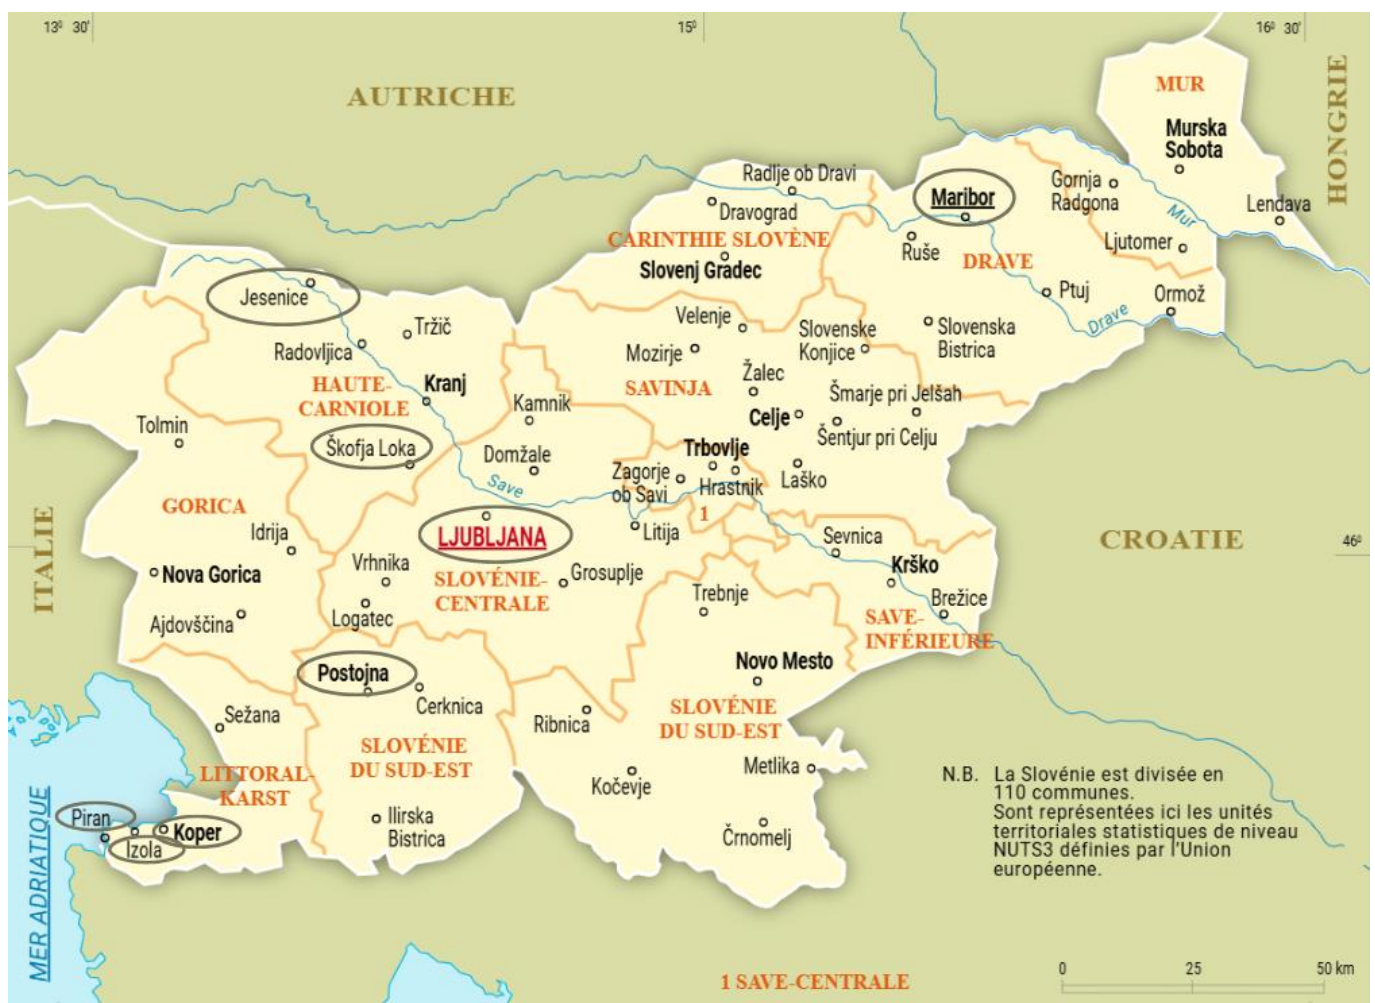 13⁰ 30'
15⁰
16⁰ 30'
AUTRICHE
HONGRIE
MUR
Murska
Sobota
Radlje ob Dravi
Maribor
Gornja
Radgona
Mur
Lendava
Dravograd
CARINTHIE SLOVÈNE
Ruše
DRAVE
Ljutomer
Slovenj Gradec
Jesenice
Ptuj
Ormož
Drave
Tržič
Velenje
Slovenske
Konjice
Slovenska
Bistrica
Radovljica
Mozirje
HAUTE-
CARNIOLE
Kranj
SAVINJA
Žalec
Šmarje pri Jelšah
Kamnik
Celje
Šentjur pri Celju
Tolmin
Škofja Loka
Domžale
Trbovlje
Zagorje
ob Savi
Hrastnik
Laško
Save
1
GORICA
Idrija
LJUBLJANA
Litija
Sevnica
CROATIE
46⁰
ITALIE
Nova Gorica
Vrhnika
SLOVÉNIE-
CENTRALE
Grosuplje
Krško
Trebnje
Brežice
Ajdovščina
Logatec
SAVE-
INFÉRIEURE
Postojna
Novo Mesto
Cerknica
Sežana
Ribnica
SLOVÉNIE
DU SUD-EST
SLOVÉNIE
DU SUD-EST
LITTORAL-
KARST
Kočevje
Metlika
Piran
Koper
Izola
Ilirska
Bistrica
Črnomelj
MER ADRIATIQUE
N.B. La Slovénie est divisée en
110 communes.
Sont représentées ici les unités
territoriales statistiques de niveau
NUTS3 définies par l'Union
européenne.
1 SAVE-CENTRALE
0 25 50 km